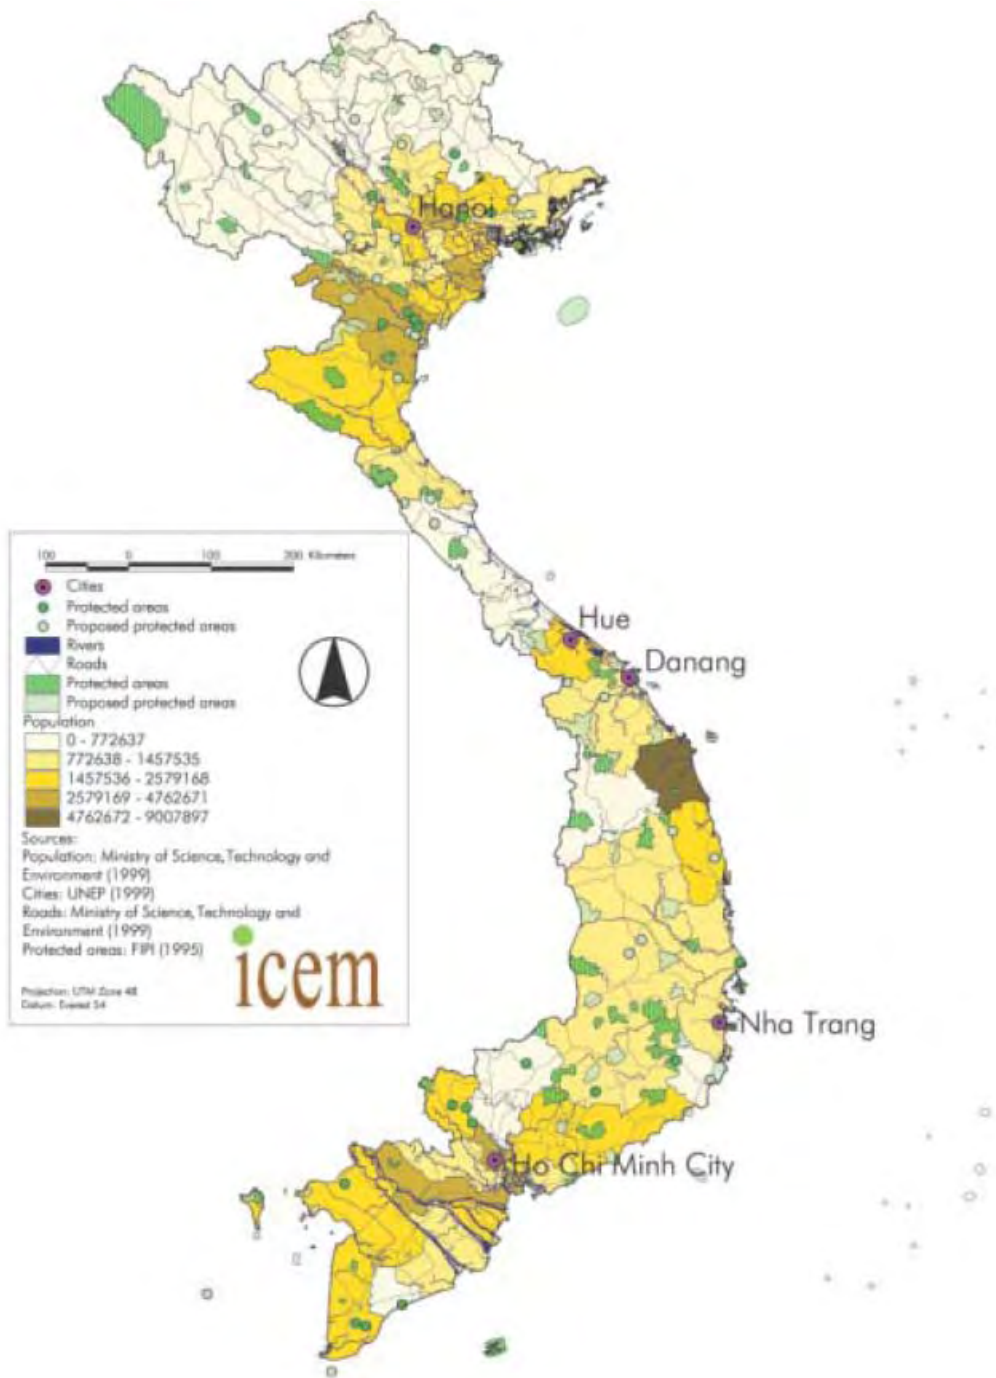 Hanoi
Hue
Danang
Nha Trang
Ho Chi Minh City
100 0 100 200 Kilometers
Cities
Protected areas
Proposed protected areas
Rivers
Roads
Protected areas
Proposed protected areas
Population
0 - 772637
772638 - 1457535
1457536 - 2579168
2579169 - 4762671
4762672 - 9007897
Sources:
Population: Ministry of Science, Technology and
Environment (1999)
Cities: UNEP (1999)
Roads: Ministry of Science, Technology and
Environment (1999)
Protected areas: FIPI (1995)
icem
Projection: UTM Zone 48
Datum: Everest 54